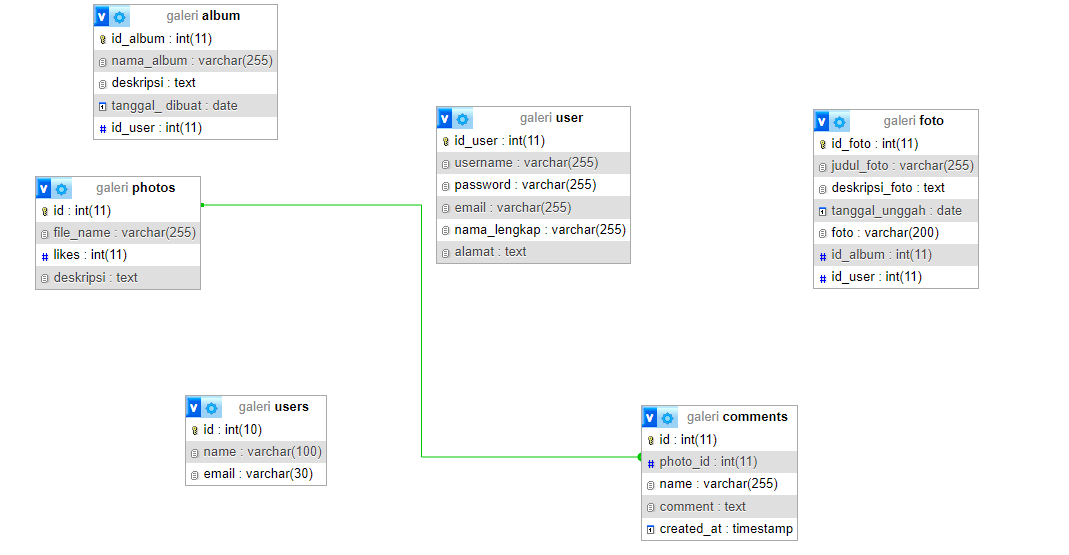 galeri album
id_album : int(11)
nama_album : varchar(255)
deskripsi : text
tanggal_ dibuat : date
# id_user : int(11)
galeri photos
id : int(11)
file_name : varchar(255)
# likes : int(11)
deskripsi : text
galeri user
id_user : int(11)
username : varchar(255)
password : varchar(255)
email : varchar(255)
nama_lengkap : varchar(255)
alamat : text
galeri foto
id_foto : int(11)
judul_foto : varchar(255)
deskripsi_foto : text
tanggal_unggah : date
foto : varchar(200)
# id_album : int(11)
# id_user : int(11)
galeri users
id : int(10)
name : varchar(100)
email : varchar(30)
galeri comments
id : int(11)
# photo_id : int(11)
name : varchar(255)
comment : text
created_at : timestamp